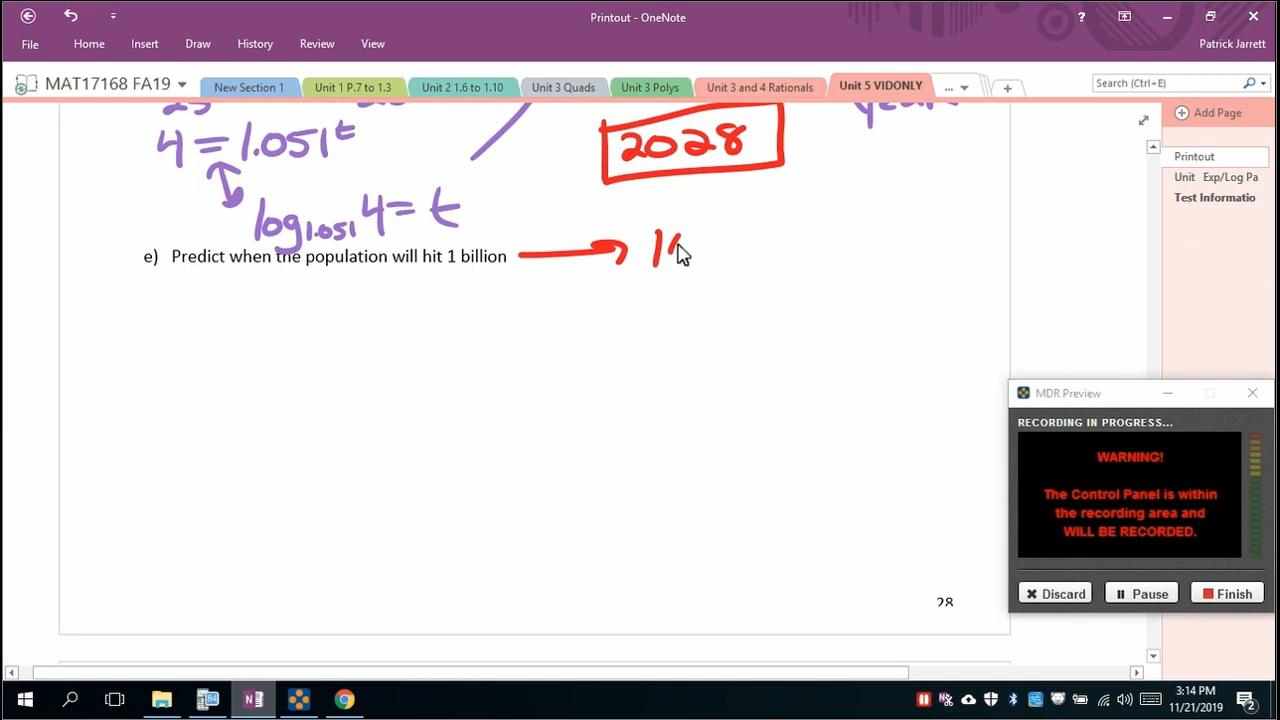 Printout - OneNote
File Home Insert Draw History Review View
Patrick Jarrett
MAT17168 FA19
New Section 1
Unit 1 P.7 to 1.3
Unit 2 1.6 to 1.10
Unit 3 Quads
Unit 3 Polys
Unit 3 and 4 Rationals
Unit 5 VIDONLY
...
Search (Ctrl+E)
Add Page
Printout
Unit Exp/Log Pa
Test Informatio
4 = 1.051^t
2028
log_{1.051} 4 = t
e) Predict when the population will hit 1 billion
28
MDR Preview
RECORDING IN PROGRESS...
WARNING!
The Control Panel is within
the recording area and
WILL BE RECORDED.
Discard Pause Finish
3:14 PM
11/21/2019
2